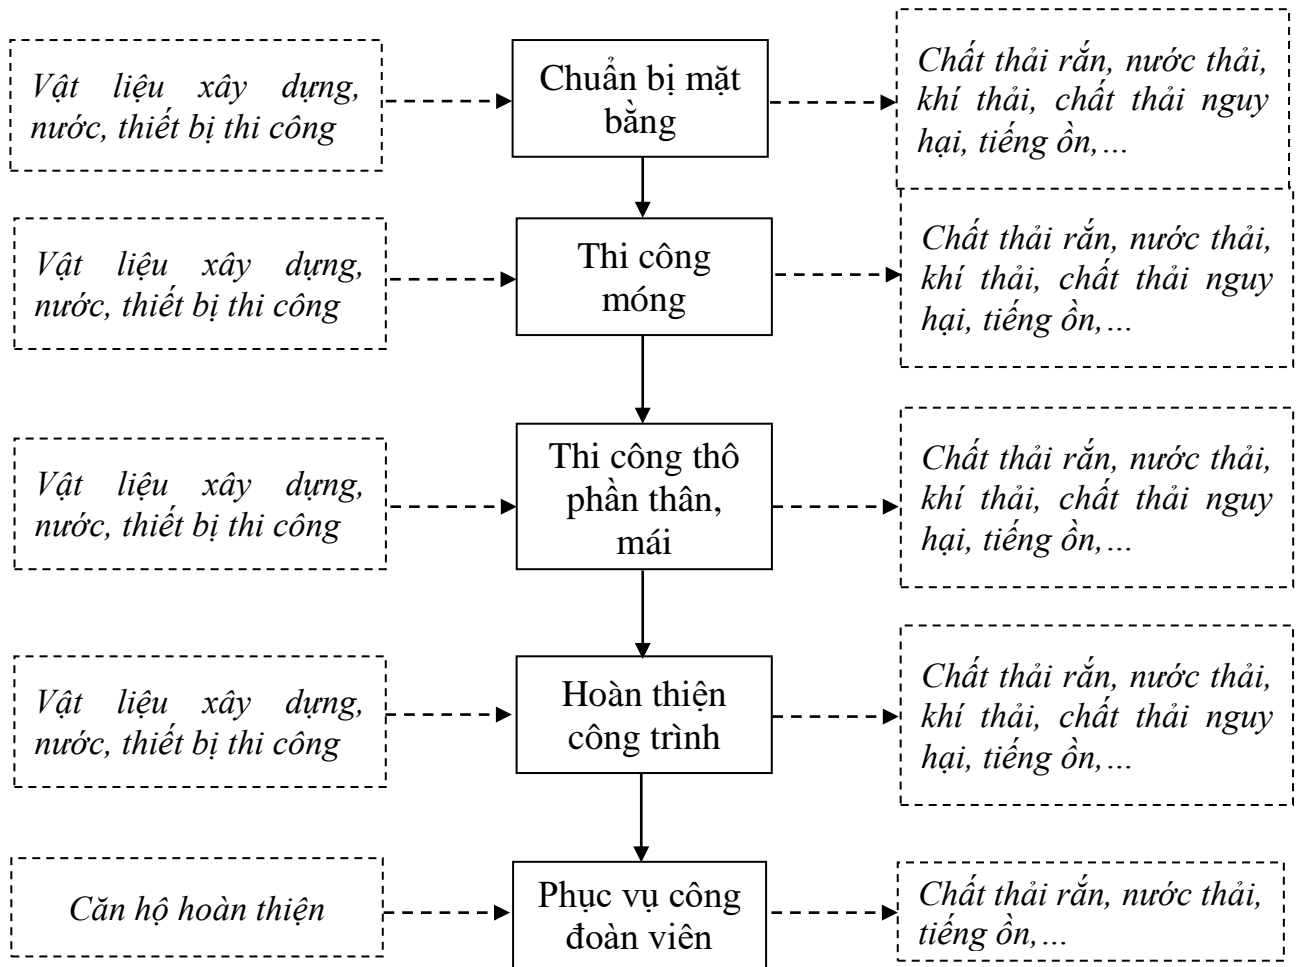 Vật liệu xây dựng,
nước, thiết bị thi công
Chuẩn bị mặt
bằng
Chất thải rắn, nước thải,
khí thải, chất thải nguy
hại, tiếng ồn,…
Vật liệu xây dựng,
nước, thiết bị thi công
Thi công
móng
Chất thải rắn, nước thải,
khí thải, chất thải nguy
hại, tiếng ồn,…
Vật liệu xây dựng,
nước, thiết bị thi công
Thi công thô
phần thân,
mái
Chất thải rắn, nước thải,
khí thải, chất thải nguy
hại, tiếng ồn,…
Vật liệu xây dựng,
nước, thiết bị thi công
Hoàn thiện
công trình
Chất thải rắn, nước thải,
khí thải, chất thải nguy
hại, tiếng ồn,…
Căn hộ hoàn thiện
Phục vụ công
đoàn viên
Chất thải rắn, nước thải,
tiếng ồn,…